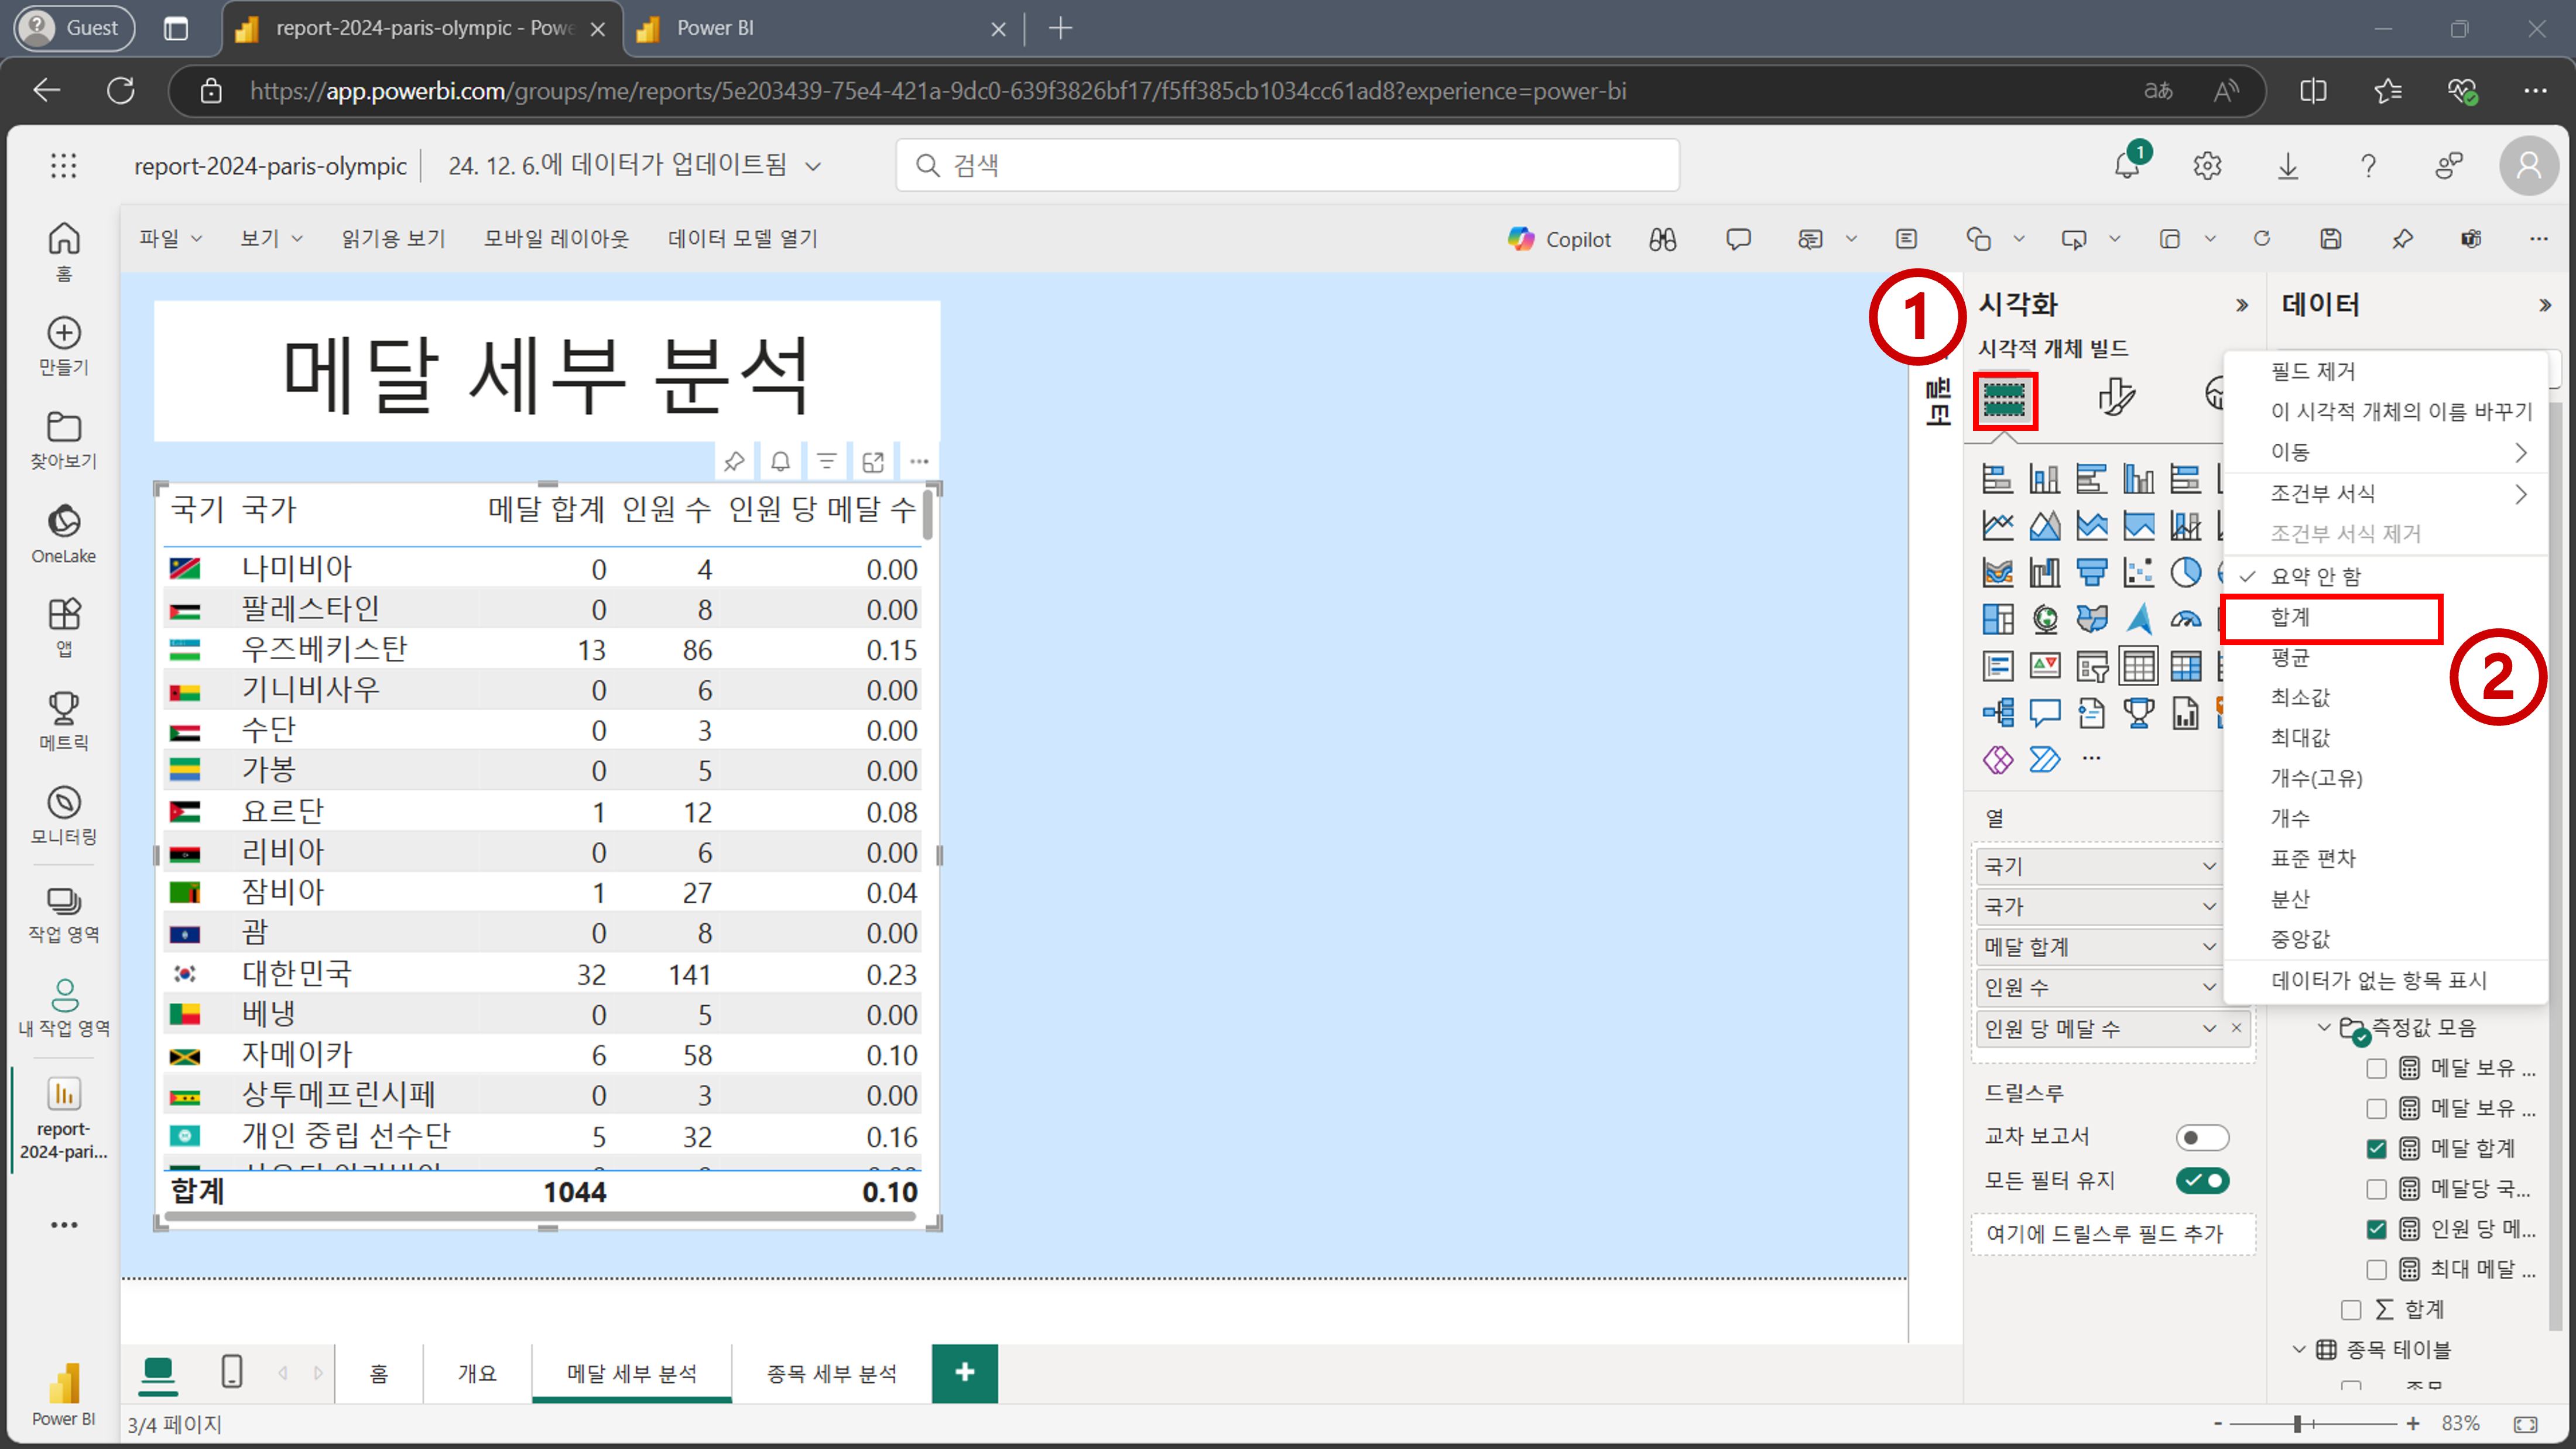 Guest
report-2024-paris-olympic - Powe
Power BI
https://app.powerbi.com/groups/me/reports/5e203439-75e4-421a-9dc0-639f3826bf17/f5ff385cb1034cc61ad8?experience=power-bi
report-2024-paris-olympic
24. 12. 6.에 데이터가 업데이트됨
검색
1
파일
보기
읽기용 보기
모바일 레이아웃
데이터 모델 열기
Copilot
홈
만들기
찾아보기
OneLake
앱
메트릭
모니터링
작업 영역
내 작업 영역
report-
2024-pari...
Power BI
메달 세부 분석
국기 국가 메달 합계 인원 수 인원 당 메달 수
나미비아 0 4 0.00
팔레스타인 0 8 0.00
우즈베키스탄 13 86 0.15
기니비사우 0 6 0.00
수단 0 3 0.00
가봉 0 5 0.00
요르단 1 12 0.08
리비아 0 6 0.00
잠비아 1 27 0.04
괌 0 8 0.00
대한민국 32 141 0.23
베냉 0 5 0.00
자메이카 6 58 0.10
상투메프린시페 0 3 0.00
개인 중립 선수단 5 32 0.16
합계 1044 0.10
필터
1
시각화
시각적 개체 빌드
열
국기
국가
메달 합계
인원 수
인원 당 메달 수
드릴스루
교차 보고서
모든 필터 유지
여기에 드릴스루 필드 추가
데이터
필드 제거
이 시각적 개체의 이름 바꾸기
이동
조건부 서식
조건부 서식 제거
요약 안 함
합계
2
평균
최소값
최대값
개수(고유)
개수
표준 편차
분산
중앙값
데이터가 없는 항목 표시
측정값 모음
메달 보유 ...
메달 보유 ...
메달 합계
메달당 국...
인원 당 메...
최대 메달 ...
합계
종목 테이블
홈
개요
메달 세부 분석
종목 세부 분석
3/4 페이지
83%